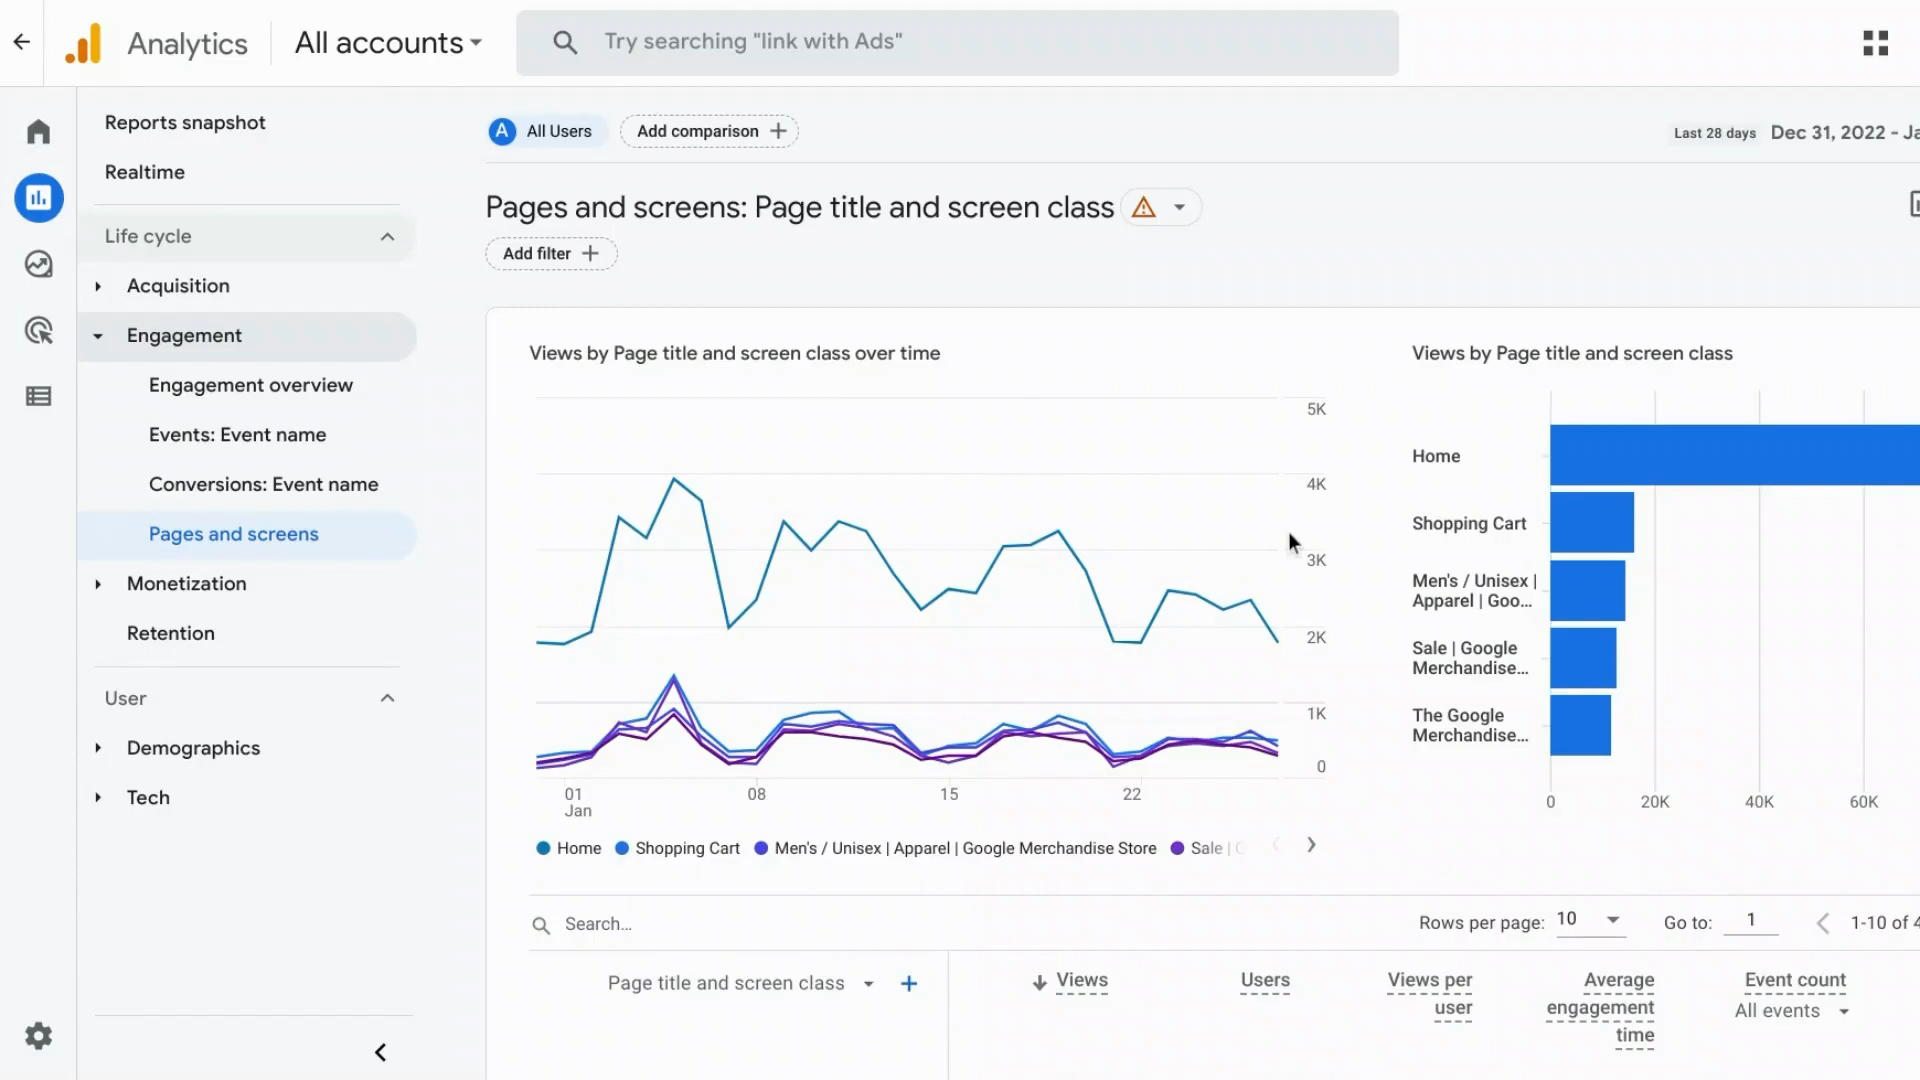 Analytics
All accounts
Try searching "link with Ads"
Reports snapshot
Realtime
Life cycle
Acquisition
Engagement
Engagement overview
Events: Event name
Conversions: Event name
Pages and screens
Monetization
Retention
User
Demographics
Tech
A All Users
Add comparison
Last 28 days Dec 31, 2022 - Ja
Pages and screens: Page title and screen class
Add filter
Views by Page title and screen class over time
5K
4K
3K
2K
1K
0
01
Jan
08
15
22
Home
Shopping Cart
Men's / Unisex | Apparel | Google Merchandise Store
Sale |
Views by Page title and screen class
Home
Shopping Cart
Men's / Unisex |
Apparel | Goo...
Sale | Google
Merchandise...
The Google
Merchandise...
0
20K
40K
60K
Search...
Rows per page: 10
Go to: 1
1-10 of 4
Page title and screen class
Views
Users
Views per
user
Average
engagement
time
Event count
All events